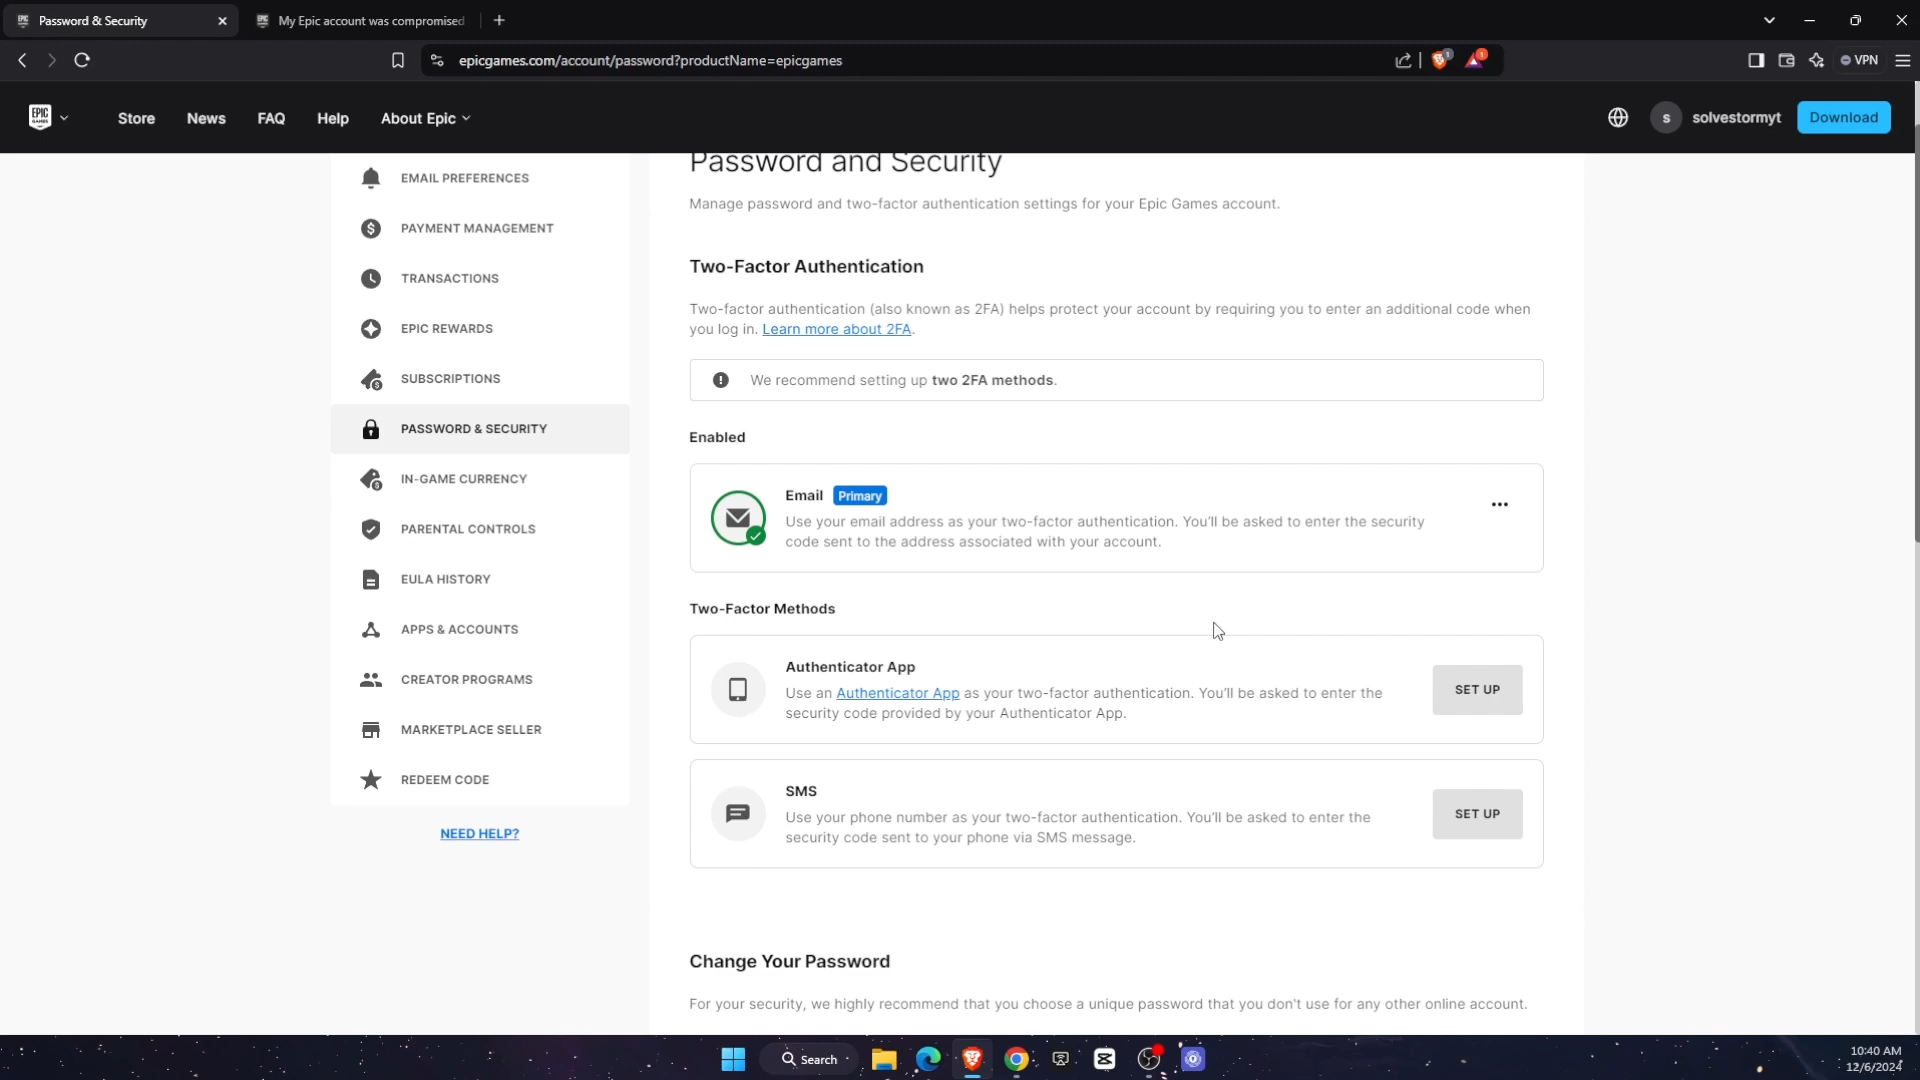 Password & Security
My Epic account was compromised
epicgames.com/account/password?productName=epicgames
1
1
VPN
EPIC GAMES
Store
News
FAQ
Help
About Epic
S
solvestormyt
Download
EMAIL PREFERENCES
PAYMENT MANAGEMENT
TRANSACTIONS
EPIC REWARDS
SUBSCRIPTIONS
PASSWORD & SECURITY
IN-GAME CURRENCY
PARENTAL CONTROLS
EULA HISTORY
APPS & ACCOUNTS
CREATOR PROGRAMS
MARKETPLACE SELLER
REDEEM CODE
NEED HELP?
Password and Security
Manage password and two-factor authentication settings for your Epic Games account.
Two-Factor Authentication
Two-factor authentication (also known as 2FA) helps protect your account by requiring you to enter an additional code when
you log in. Learn more about 2FA.
We recommend setting up two 2FA methods.
Enabled
Email Primary
Use your email address as your two-factor authentication. You'll be asked to enter the security
code sent to the address associated with your account.
Two-Factor Methods
Authenticator App
Use an Authenticator App as your two-factor authentication. You'll be asked to enter the
security code provided by your Authenticator App.
SET UP
SMS
Use your phone number as your two-factor authentication. You'll be asked to enter the
security code sent to your phone via SMS message.
SET UP
Change Your Password
For your security, we highly recommend that you choose a unique password that you don't use for any other online account.
Search
10:40 AM
12/6/2024